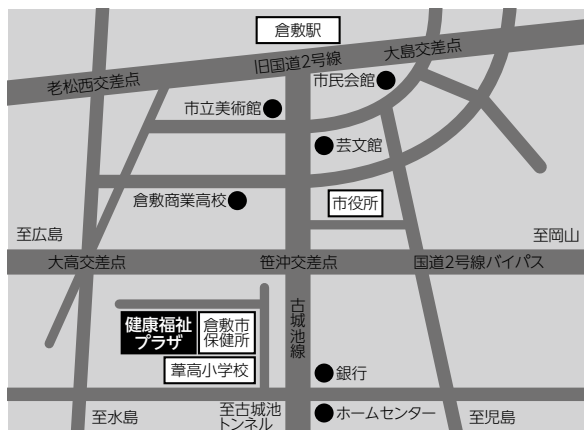 倉敷駅
旧国道2号線
大島交差点
老松西交差点
市民会館
市立美術館
芸文館
倉敷商業高校
市役所
至広島
至岡山
大高交差点
笹沖交差点
国道2号線バイパス
古城池線
健康福祉
プラザ
倉敷市
保健所
葦高小学校
銀行
ホームセンター
至水島
至古城池
トンネル
至児島